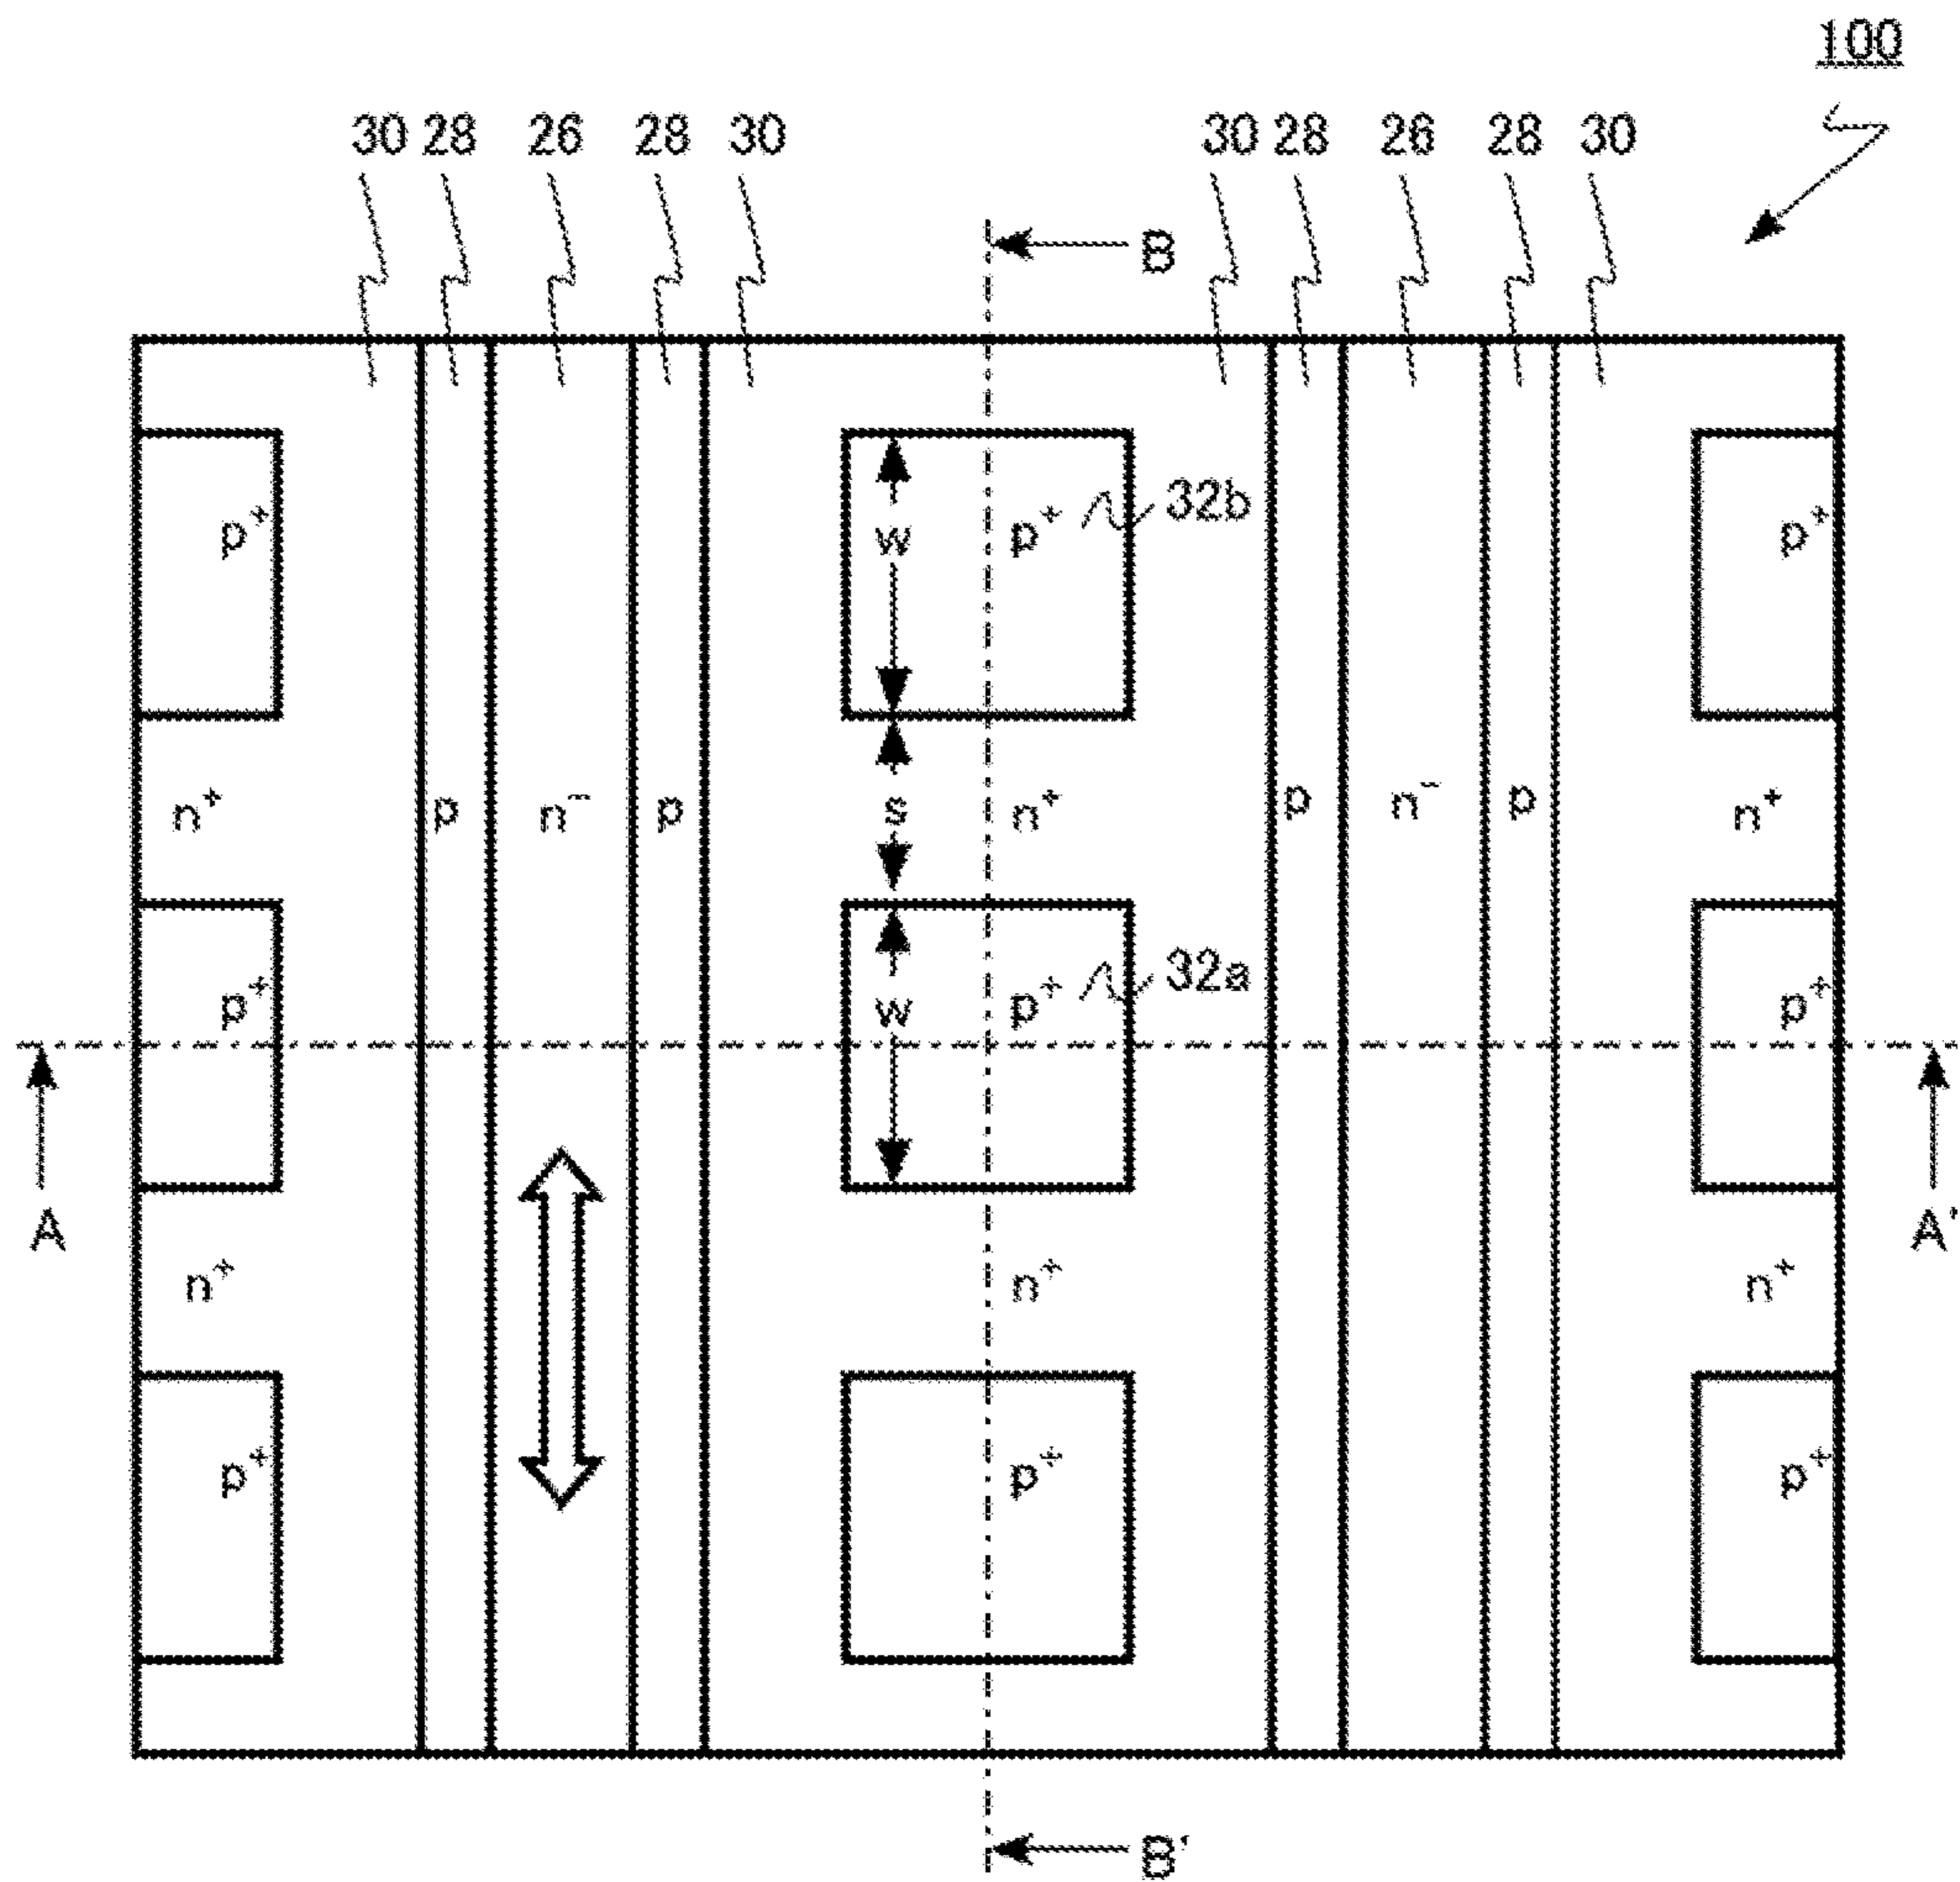 100
30 28 26 28 30 30 28 26 28 30
B
p⁺ w p⁺ 32b p⁺
n⁺ p n⁻ p s n⁺ p n⁻ p n⁺
p⁺ w p⁺ 32a p⁺
A A'
n⁺ n⁺ n⁺
p⁺ p⁺ p⁺
B'